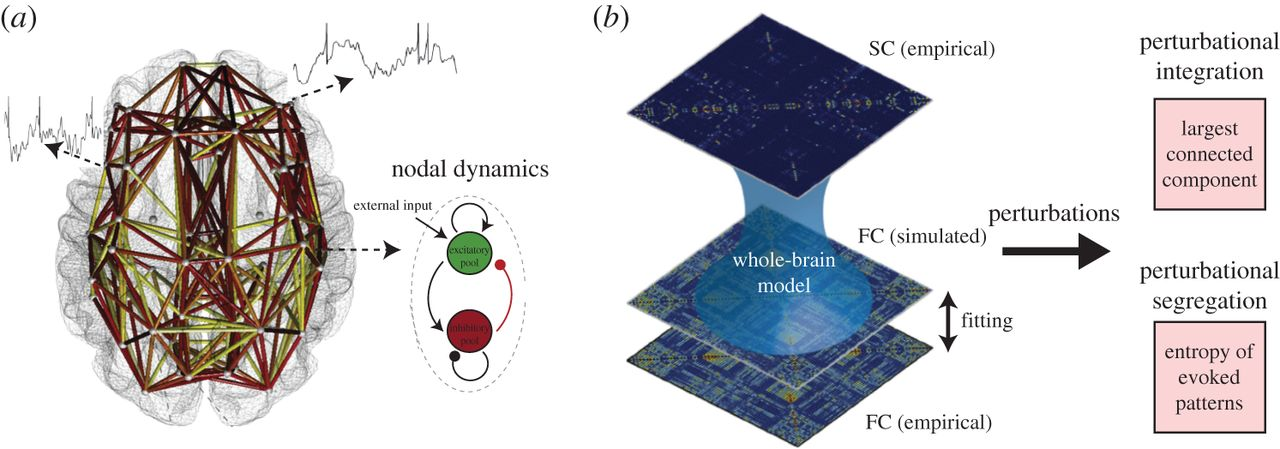 (a)
nodal dynamics
external input
excitatory
pool
inhibitory
pool
(b)
SC (empirical)
FC (simulated)
whole-brain
model
fitting
FC (empirical)
perturbations
perturbational
integration
largest
connected
component
perturbational
segregation
entropy of
evoked
patterns